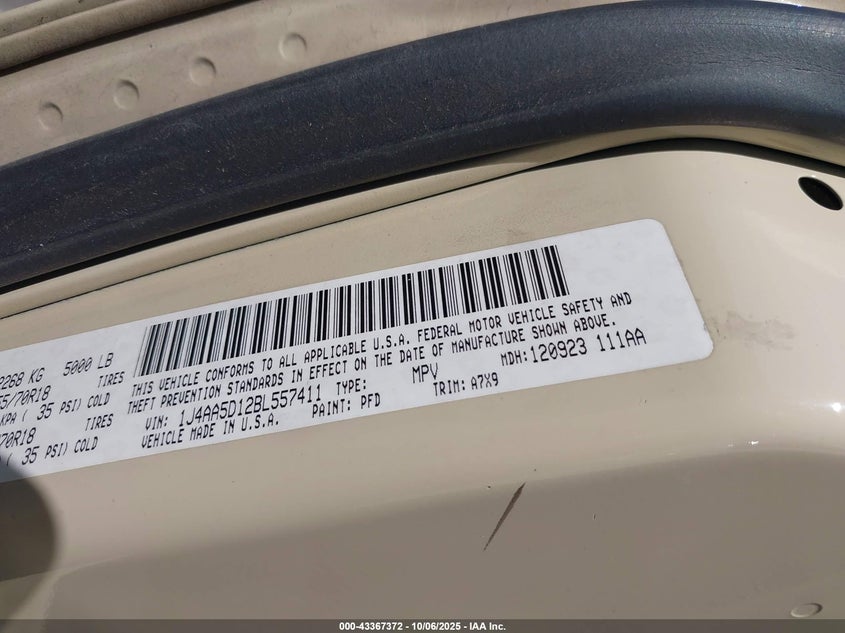 2268 KG 5000 LB
5/70R18 TIRES
KPA ( 35 PSI) COLD
70R18 TIRES
( 35 PSI) COLD
THIS VEHICLE CONFORMS TO ALL APPLICABLE U.S.A. FEDERAL MOTOR VEHICLE SAFETY AND
THEFT PREVENTION STANDARDS IN EFFECT ON THE DATE OF MANUFACTURE SHOWN ABOVE.
VIN: 1J4AA5D12BL557411 TYPE: MPV MDH:120923 111AA
VEHICLE MADE IN U.S.A. PAINT: PFD TRIM: A7X9
000-43367372 | 10/06/2025 - IAA Inc.